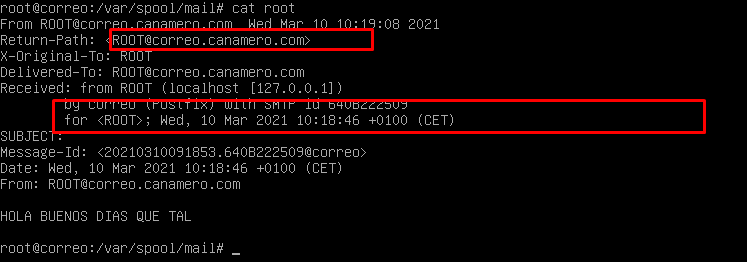 root@correo:/var/spool/mail# cat root
From ROOT@correo.canamero.com  Wed Mar 10 10:19:08 2021
Return-Path: <ROOT@correo.canamero.com>
X-Original-To: ROOT
Delivered-To: ROOT@correo.canamero.com
Received: from ROOT (localhost [127.0.0.1])
by correo (Postfix) with SMTP id 640B222509
for <ROOT>; Wed, 10 Mar 2021 10:18:46 +0100 (CET)
SUBJECT:
Message-Id: <20210310091853.640B222509@correo>
Date: Wed, 10 Mar 2021 10:18:46 +0100 (CET)
From: ROOT@correo.canamero.com
HOLA BUENOS DIAS QUE TAL
root@correo:/var/spool/mail# _